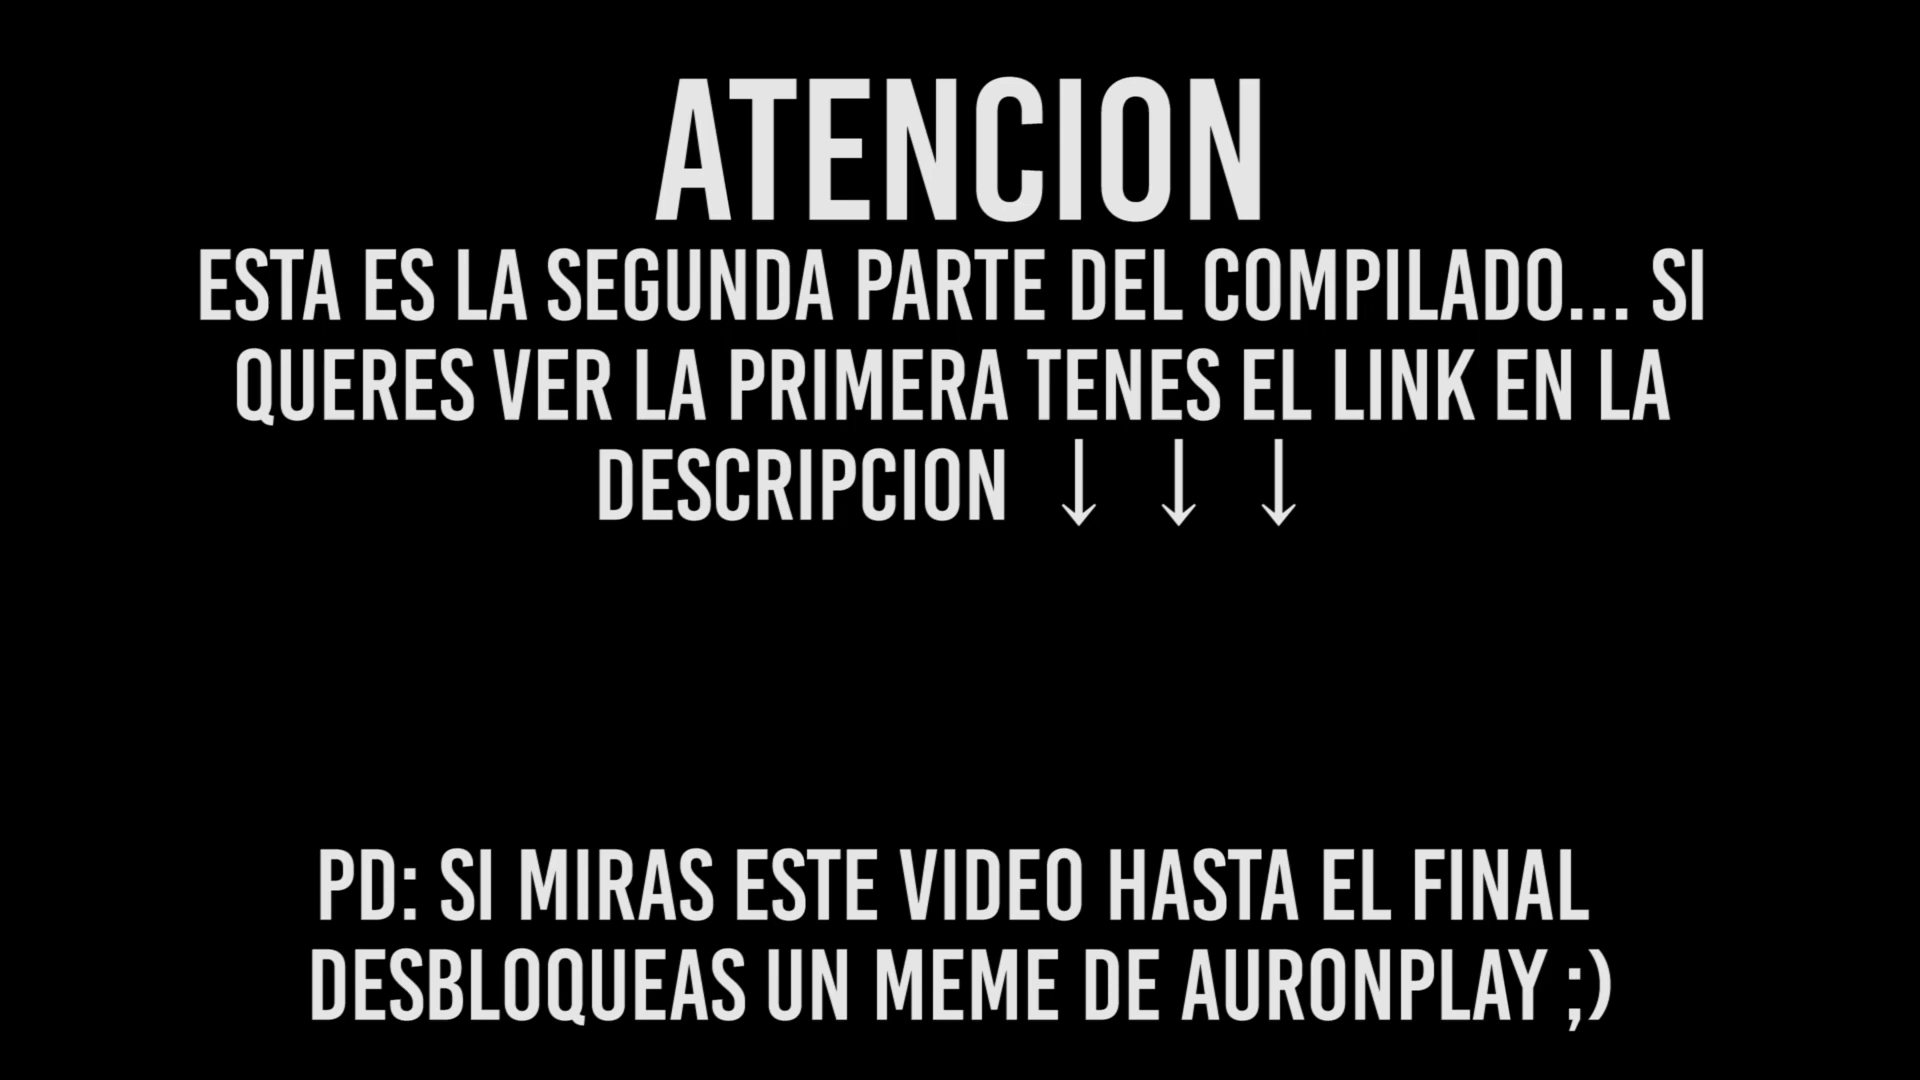 ATENCION
ESTA ES LA SEGUNDA PARTE DEL COMPILADO... SI
QUERES VER LA PRIMERA TENES EL LINK EN LA
DESCRIPCION ↓ ↓ ↓
PD: SI MIRAS ESTE VIDEO HASTA EL FINAL
DESBLOQUEAS UN MEME DE AURONPLAY ;)